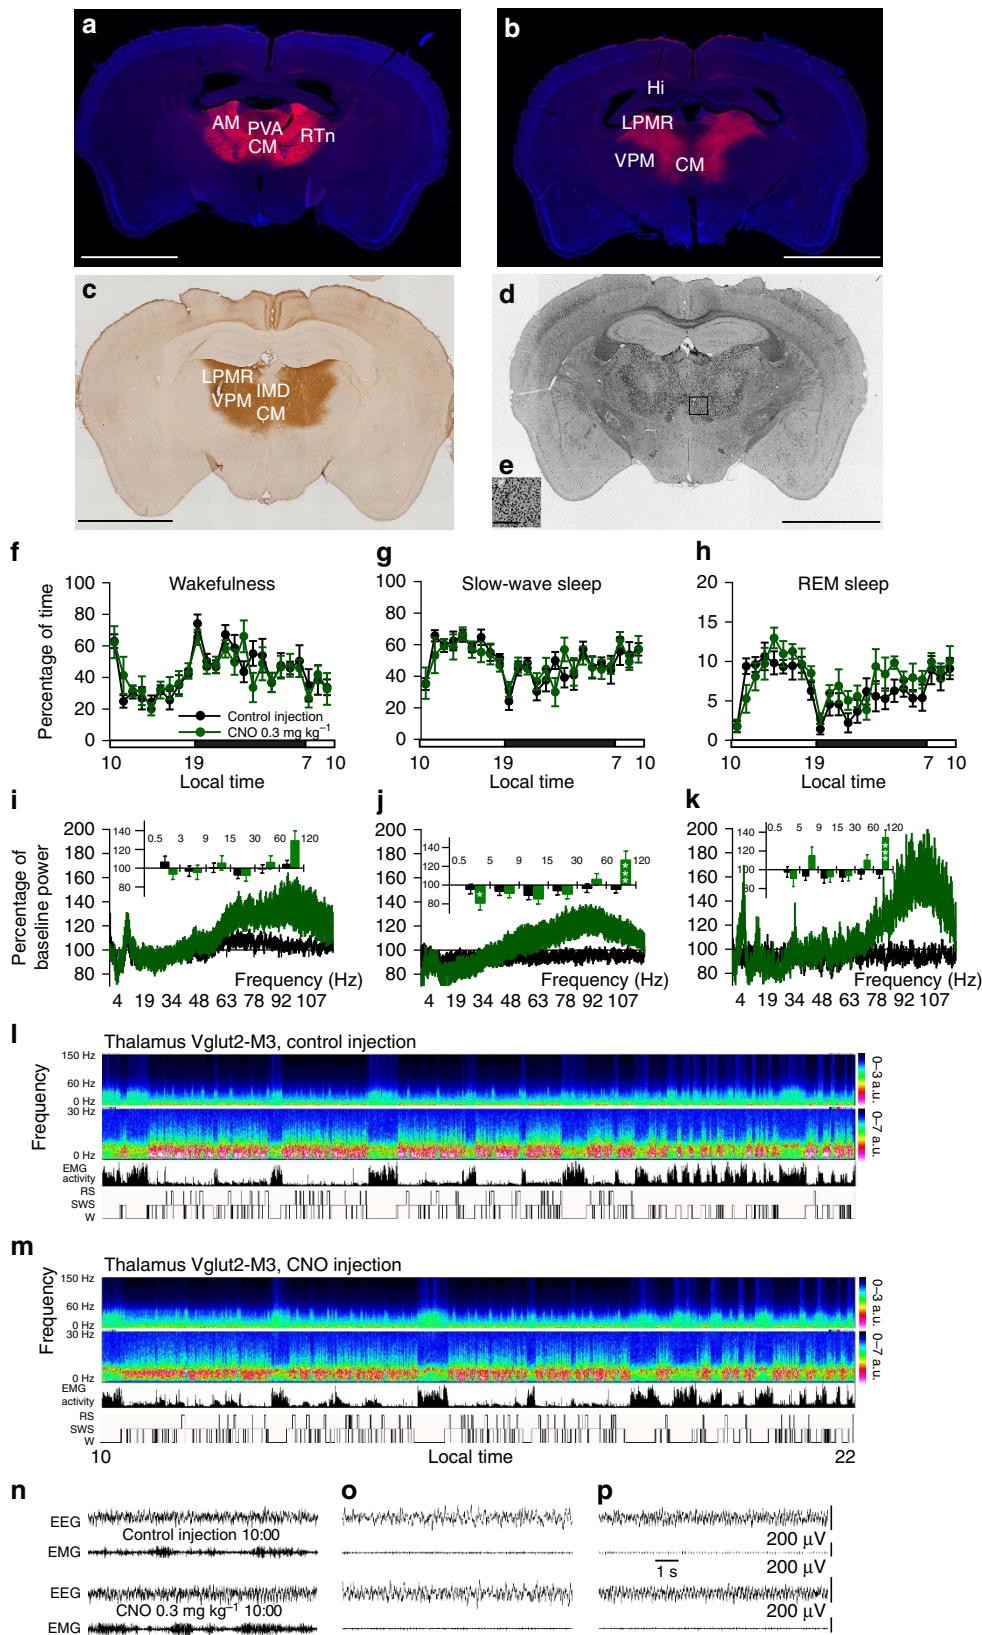 a
AM
PVA
CM
RTn
b
Hi
LPMR
VPM
CM
c
LPMR
IMD
VPM
CM
d
e
f
Wakefulness
Percentage of time
100
80
60
40
20
0
Control injection
CNO 0.3 mg kg⁻¹
10 19 7 10
Local time
g
Slow-wave sleep
100
80
60
40
20
0
10 19 7 10
Local time
h
REM sleep
20
15
10
5
0
10 19 7 10
Local time
i
Percentage of
baseline power
200
180
160
140
120
100
80
140
120
100
80
0.5 3 9 15 30 60 120
Frequency (Hz)
4 19 34 48 63 78 92 107
j
200
180
160
140
120
100
80
140
120
100
80
0.5 5 9 15 30 60 120
***
*
Frequency (Hz)
4 19 34 48 63 78 92 107
k
200
180
160
140
120
100
80
140
120
100
80
0.5 5 9 15 30 60 120
***
Frequency (Hz)
4 19 34 48 63 78 92 107
l
Thalamus Vglut2-M3, control injection
Frequency
150 Hz
60 Hz
0 Hz
30 Hz
0 Hz
0–3 a.u.
0–7 a.u.
EMG
activity
RS
SWS
W
m
Thalamus Vglut2-M3, CNO injection
Frequency
150 Hz
60 Hz
0 Hz
30 Hz
0 Hz
0–3 a.u.
0–7 a.u.
EMG
activity
RS
SWS
W
10 Local time 22
n
o
p
EEG
Control injection 10:00
EMG
200 μV
200 μV
1 s
EEG
CNO 0.3 mg kg⁻¹ 10:00
EMG
200 μV